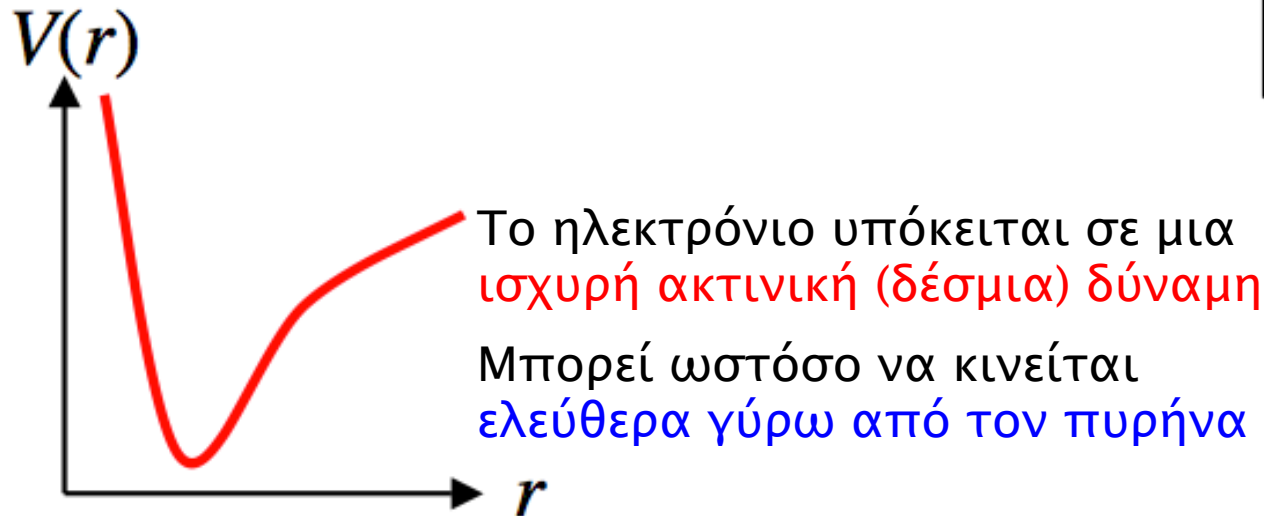 V(r)
Το ηλεκτρόνιο υπόκειται σε μια
ισχυρή ακτινική (δέσμια) δύναμη
Μπορεί ωστόσο να κινείται
ελεύθερα γύρω από τον πυρήνα
r